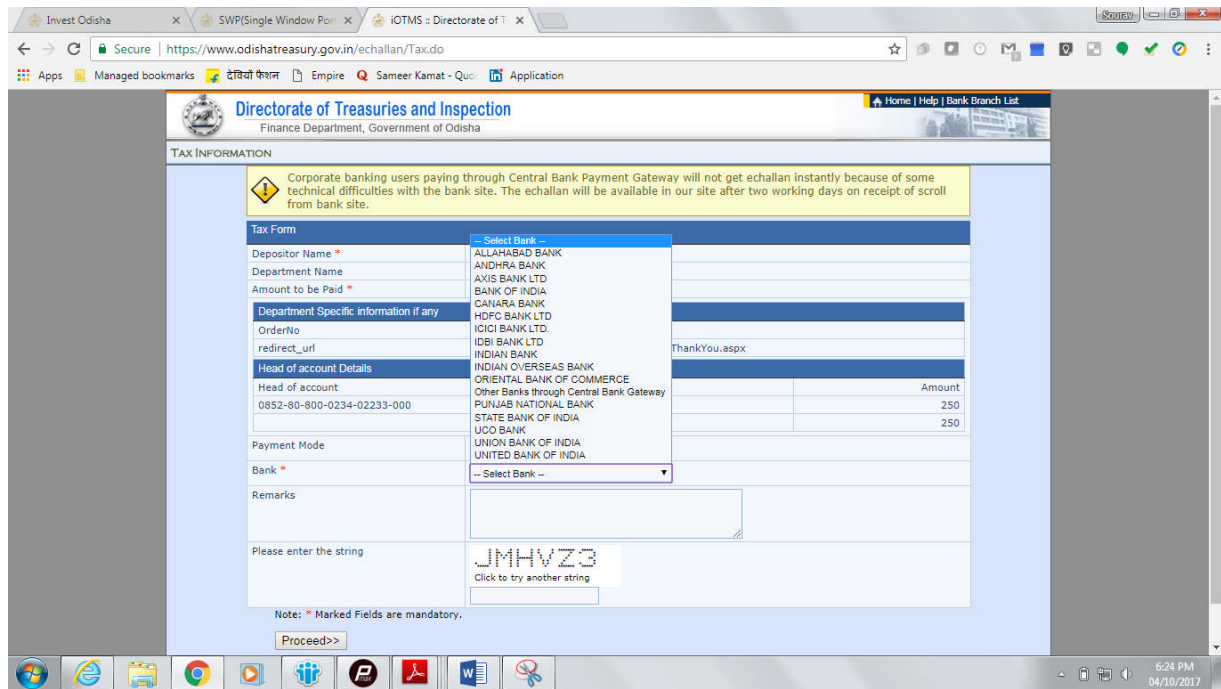 Invest Odisha
SWP(Single Window Por
iOTMS :: Directorate of T
Sourav
Secure https://www.odishatreasury.gov.in/echallan/Tax.do
Apps Managed bookmarks देवियों फैशन Empire Sameer Kamat - Quo Application
Directorate of Treasuries and Inspection
Finance Department, Government of Odisha
Home | Help | Bank Branch List
TAX INFORMATION
Corporate banking users paying through Central Bank Payment Gateway will not get echallan instantly because of some
technical difficulties with the bank site. The echallan will be available in our site after two working days on receipt of scroll
from bank site.
Tax Form
Depositor Name *
Department Name
Amount to be Paid *
Department Specific information if any
OrderNo
redirect_url
ThankYou.aspx
Head of account Details
Head of account Amount
0852-80-800-0234-02233-000 250
250
Payment Mode
-- Select Bank --
ALLAHABAD BANK
ANDHRA BANK
AXIS BANK LTD
BANK OF INDIA
CANARA BANK
HDFC BANK LTD
ICICI BANK LTD.
IDBI BANK LTD
INDIAN BANK
INDIAN OVERSEAS BANK
ORIENTAL BANK OF COMMERCE
Other Banks through Central Bank Gateway
PUNJAB NATIONAL BANK
STATE BANK OF INDIA
UCO BANK
UNION BANK OF INDIA
UNITED BANK OF INDIA
Bank * -- Select Bank --
Remarks
Please enter the string
JMHVZ3
Click to try another string
Note: * Marked Fields are mandatory.
Proceed>>
6:24 PM
04/10/2017